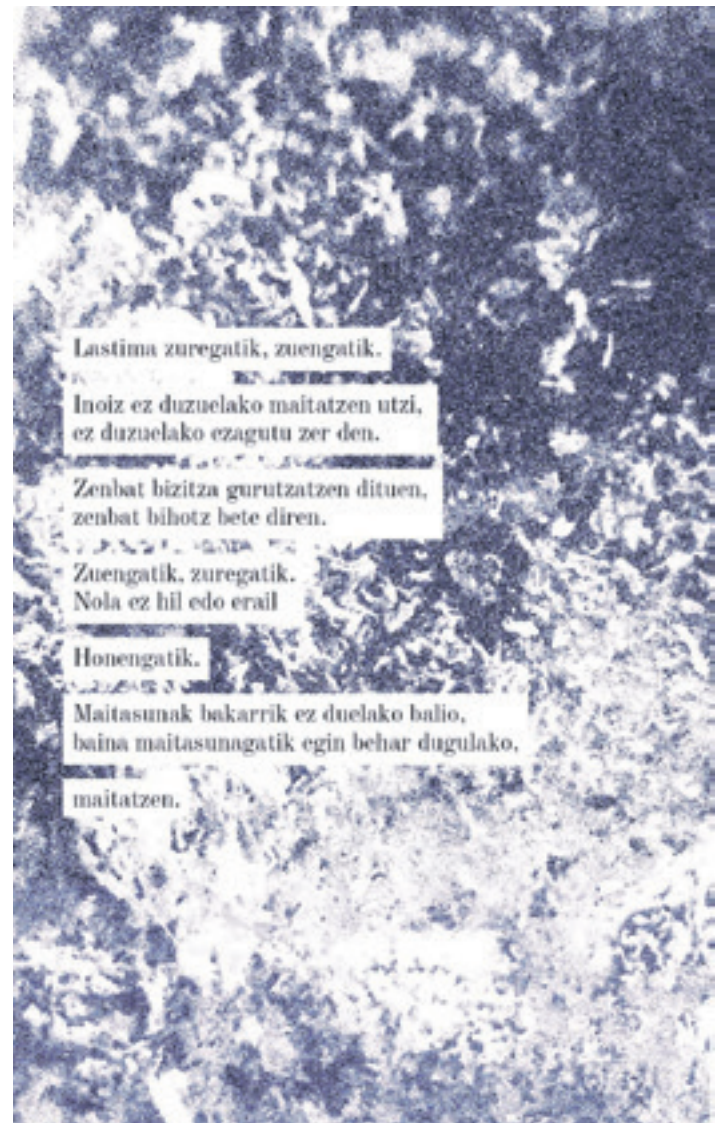 Lastima zuregatik, zuengatik.
Inoiz ez duzuelako maitatzen utzi,
ez duzuelako ezagutu zer den.
Zenbat bizitza gurutzatzen dituen,
zenbat bihotz bete diren.
Zuengatik, zuregatik.
Nola ez hil edo erail
Honengatik.
Maitasunak bakarrik ez duelako balio,
baina maitasunagatik egin behar dugulako,
maitatzen.